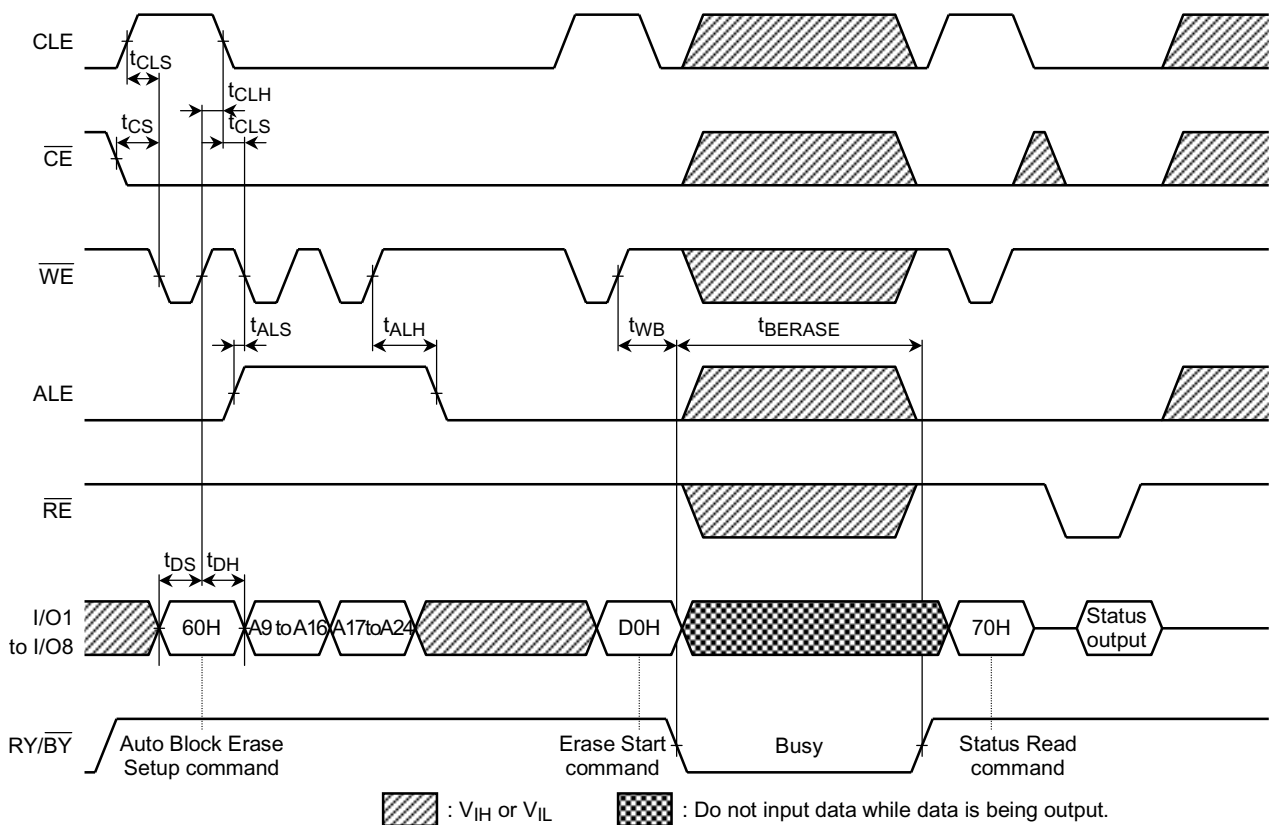 CLE
tCLS
tCLH
tCS
tCLS
CE
WE
tALS
tALH
tWB
tBERASE
ALE
RE
tDS
tDH
I/O1
to I/O8
60H
A9 to A16
A17 to A24
D0H
70H
Status
output
RY/BY
Auto Block Erase
Setup command
Erase Start
command
Busy
Status Read
command
: VIH or VIL
: Do not input data while data is being output.